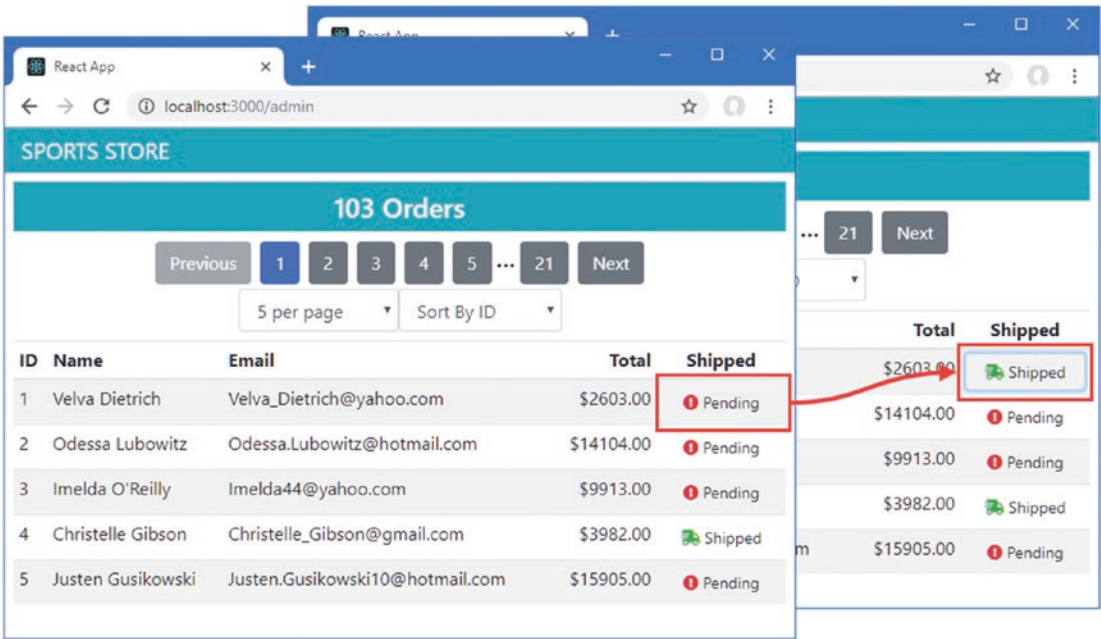 React App
localhost:3000/admin
SPORTS STORE
103 Orders
Previous 1 2 3 4 5 ... 21 Next
5 per page Sort By ID
ID Name Email Total Shipped
1 Velva Dietrich Velva_Dietrich@yahoo.com $2603.00 Pending
2 Odessa Lubowitz Odessa.Lubowitz@hotmail.com $14104.00 Pending
3 Imelda O'Reilly Imelda44@yahoo.com $9913.00 Pending
4 Christelle Gibson Christelle_Gibson@gmail.com $3982.00 Shipped
5 Justen Gusikowski Justen.Gusikowski10@hotmail.com $15905.00 Pending
React App
... 21 Next
Total Shipped
$2603.00 Shipped
$14104.00 Pending
$9913.00 Pending
$3982.00 Shipped
m $15905.00 Pending